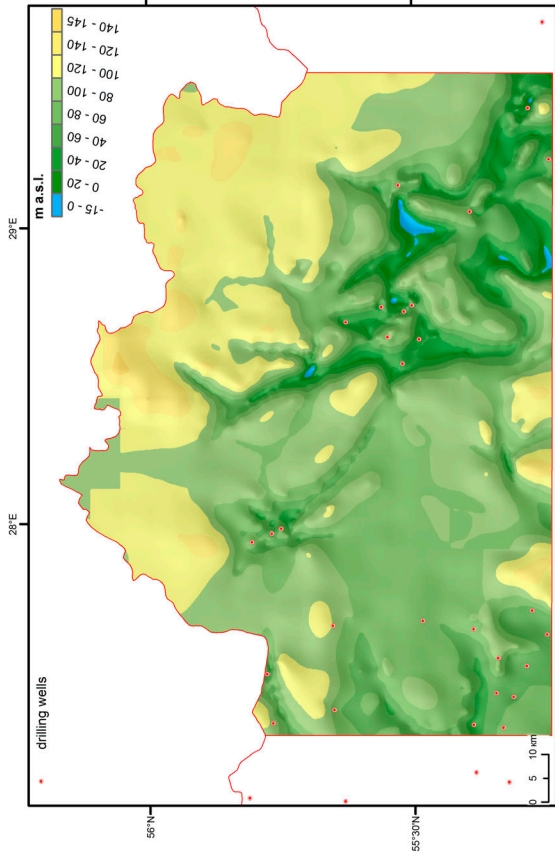 m a.s.l.
140 - 145
120 - 140
100 - 120
80 - 100
60 - 80
40 - 60
20 - 40
0 - 20
-15 - 0
drilling wells
29°E
28°E
56°N
55°30'N
0 5 10 км